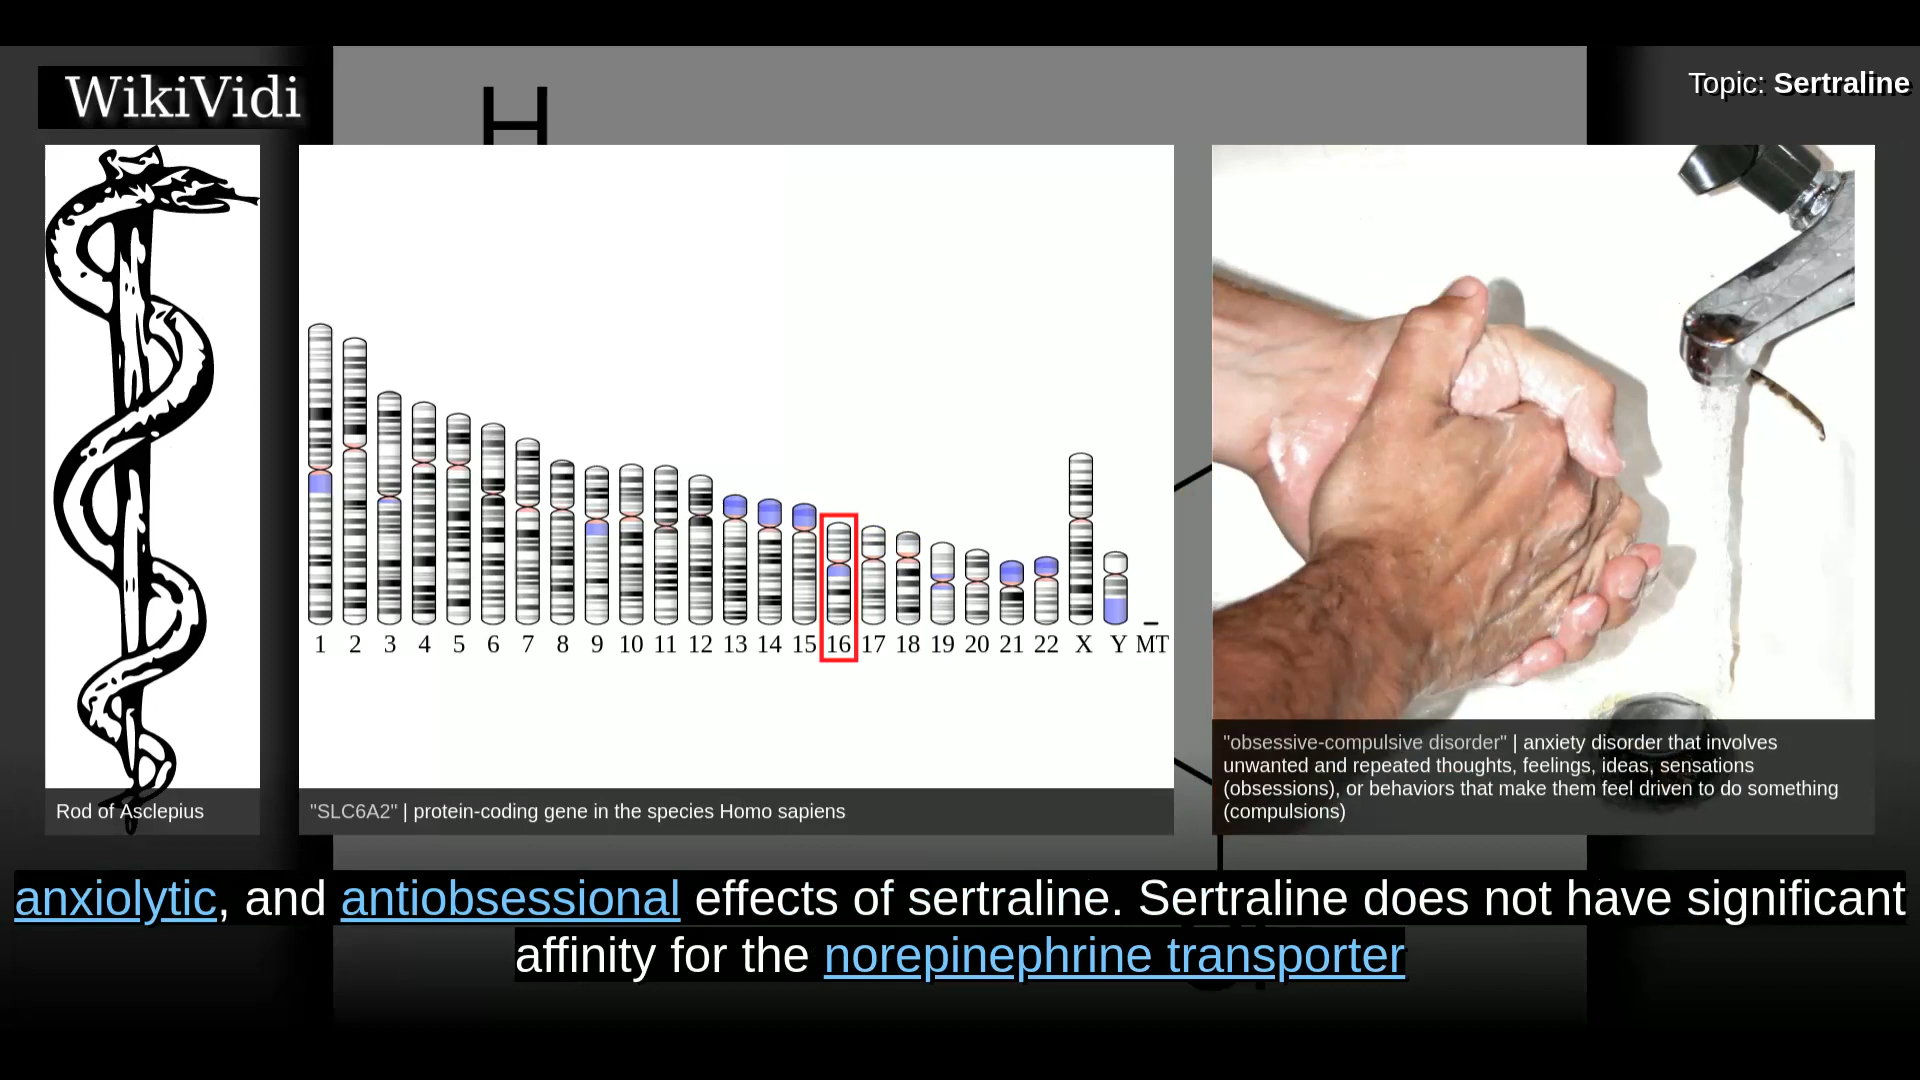 WikiVidi
Topic: Sertraline
H
1 2 3 4 5 6 7 8 9 10 11 12 13 14 15 16 17 18 19 20 21 22 X Y MT
Rod of Asclepius
"SLC6A2" | protein-coding gene in the species Homo sapiens
"obsessive-compulsive disorder" | anxiety disorder that involves
unwanted and repeated thoughts, feelings, ideas, sensations
(obsessions), or behaviors that make them feel driven to do something
(compulsions)
anxiolytic, and antiobsessional effects of sertraline. Sertraline does not have significant
affinity for the norepinephrine transporter